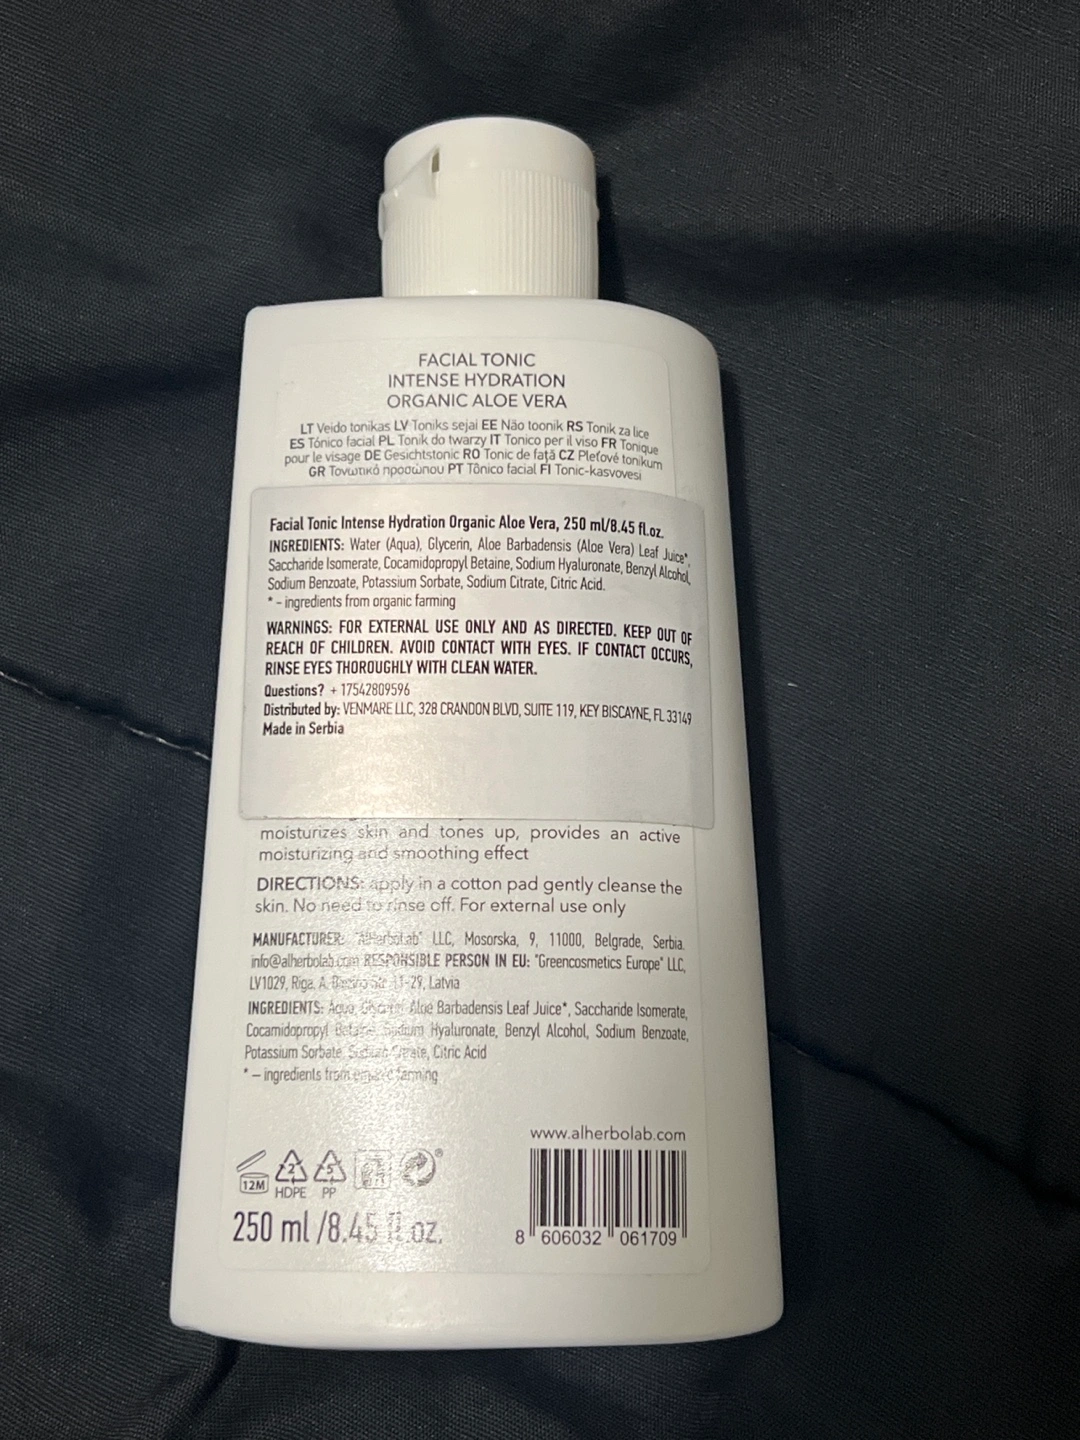 FACIAL TONIC
INTENSE HYDRATION
ORGANIC ALOE VERA
LT Veido tonikas LV Toniks sejai EE Näo toonik RS Tonik za lice
ES Tónico facial PL Tonik do twarzy IT Tonico per il viso FR Tonique
pour le visage DE Gesichtstonic RO Tonic de față CZ Pleťové tonikum
GR Τονωτικό προσώπου PT Tônico facial FI Tonic-kasvovesi
Facial Tonic Intense Hydration Organic Aloe Vera, 250 ml/8.45 fl.oz.
INGREDIENTS: Water (Aqua), Glycerin, Aloe Barbadensis (Aloe Vera) Leaf Juice*,
Saccharide Isomerate, Cocamidopropyl Betaine, Sodium Hyaluronate, Benzyl Alcohol,
Sodium Benzoate, Potassium Sorbate, Sodium Citrate, Citric Acid.
* - ingredients from organic farming
WARNINGS: FOR EXTERNAL USE ONLY AND AS DIRECTED. KEEP OUT OF
REACH OF CHILDREN. AVOID CONTACT WITH EYES. IF CONTACT OCCURS,
RINSE EYES THOROUGHLY WITH CLEAN WATER.
Questions? + 17542809596
Distributed by: VENMARE LLC, 328 CRANDON BLVD, SUITE 119, KEY BISCAYNE, FL 33149
Made in Serbia
moisturizes skin and tones up, provides an active
moisturizing and smoothing effect
DIRECTIONS: apply in a cotton pad gently cleanse the
skin. No need to rinse off. For external use only
MANUFACTURER: "AlHerboLab" LLC, Mosorska, 9, 11000, Belgrade, Serbia.
info@alherbolab.com RESPONSIBLE PERSON IN EU: "Greencosmetics Europe" LLC,
LV1029, Riga, A. 11-29, Latvia
INGREDIENTS: Aqua, Glycerin, Aloe Barbadensis Leaf Juice*, Saccharide Isomerate,
Cocamidopropyl Betaine, Sodium Hyaluronate, Benzyl Alcohol, Sodium Benzoate,
Potassium Sorbate, Sodium Citrate, Citric Acid
* – ingredients from organic farming
www.alherbolab.com
12M 2 HDPE 5 PP
250 ml /8.45 fl.oz.
8 606032 061709